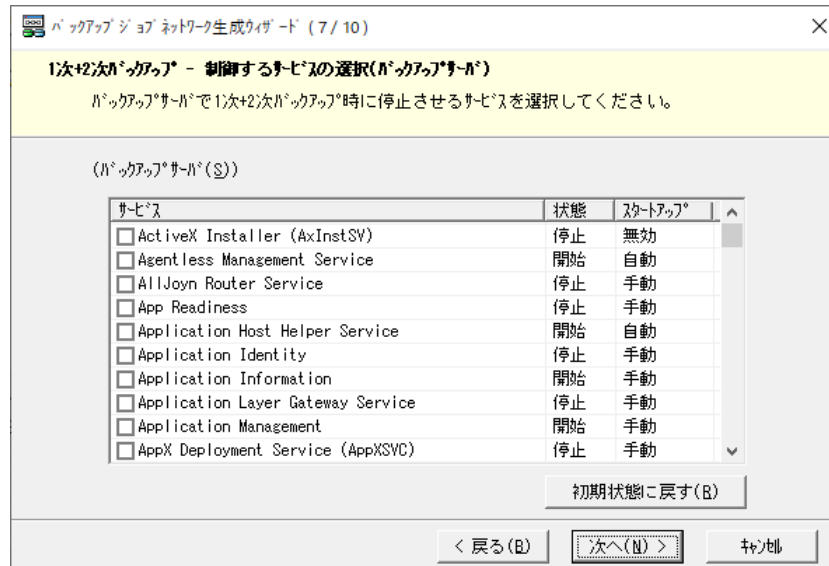 ﾊﾞｯｸｱｯﾌﾟｼﾞｮﾌﾞﾈｯﾄﾜｰｸ生成ｳｨｻﾞｰﾄﾞ (7/10)
1次+2次ﾊﾞｯｸｱｯﾌﾟ - 制御するｻｰﾋﾞｽの選択(ﾊﾞｯｸｱｯﾌﾟｻｰﾊﾞ)
ﾊﾞｯｸｱｯﾌﾟｻｰﾊﾞで1次+2次ﾊﾞｯｸｱｯﾌﾟ時に停止させるｻｰﾋﾞｽを選択してください。
(ﾊﾞｯｸｱｯﾌﾟｻｰﾊﾞ(S))
ｻｰﾋﾞｽ 状態 ｽﾀｰﾄｱｯﾌﾟ
ActiveX Installer (AxInstSV) 停止 無効
Agentless Management Service 開始 自動
AllJoyn Router Service 停止 手動
App Readiness 停止 手動
Application Host Helper Service 開始 自動
Application Identity 停止 手動
Application Information 開始 手動
Application Layer Gateway Service 停止 手動
Application Management 開始 手動
AppX Deployment Service (AppXSVC) 停止 手動
初期状態に戻す(R)
< 戻る(B) 次へ(N) > ｷｬﾝｾﾙ